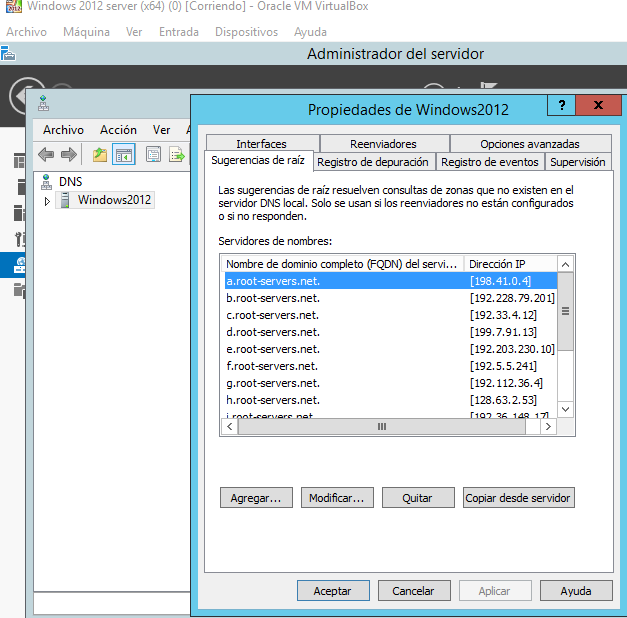 Windows 2012 server (x64) (0) [Corriendo] - Oracle VM VirtualBox
Archivo Máquina Ver Entrada Dispositivos Ayuda
Administrador del servidor
Propiedades de Windows2012
? x
Archivo Acción Ver
DNS
Windows2012
Interfaces Reenviadores Opciones avanzadas
Sugerencias de raíz Registro de depuración Registro de eventos Supervisión
Las sugerencias de raíz resuelven consultas de zonas que no existen en el
servidor DNS local. Solo se usan si los reenviadores no están configurados
o si no responden.
Servidores de nombres:
Nombre de dominio completo (FQDN) del servi... Dirección IP
a.root-servers.net. [198.41.0.4]
b.root-servers.net. [192.228.79.201]
c.root-servers.net. [192.33.4.12]
d.root-servers.net. [199.7.91.13]
e.root-servers.net. [192.203.230.10]
f.root-servers.net. [192.5.5.241]
g.root-servers.net. [192.112.36.4]
h.root-servers.net. [128.63.2.53]
i.root-servers.net. [192.36.148.17]
Agregar... Modificar... Quitar Copiar desde servidor
Aceptar Cancelar Aplicar Ayuda